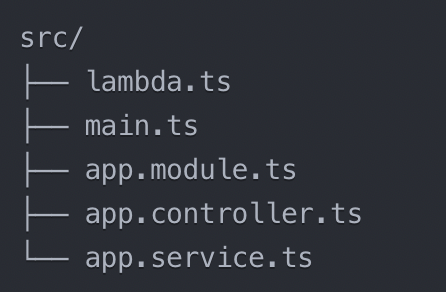 src/
├── lambda.ts
├── main.ts
├── app.module.ts
├── app.controller.ts
└── app.service.ts